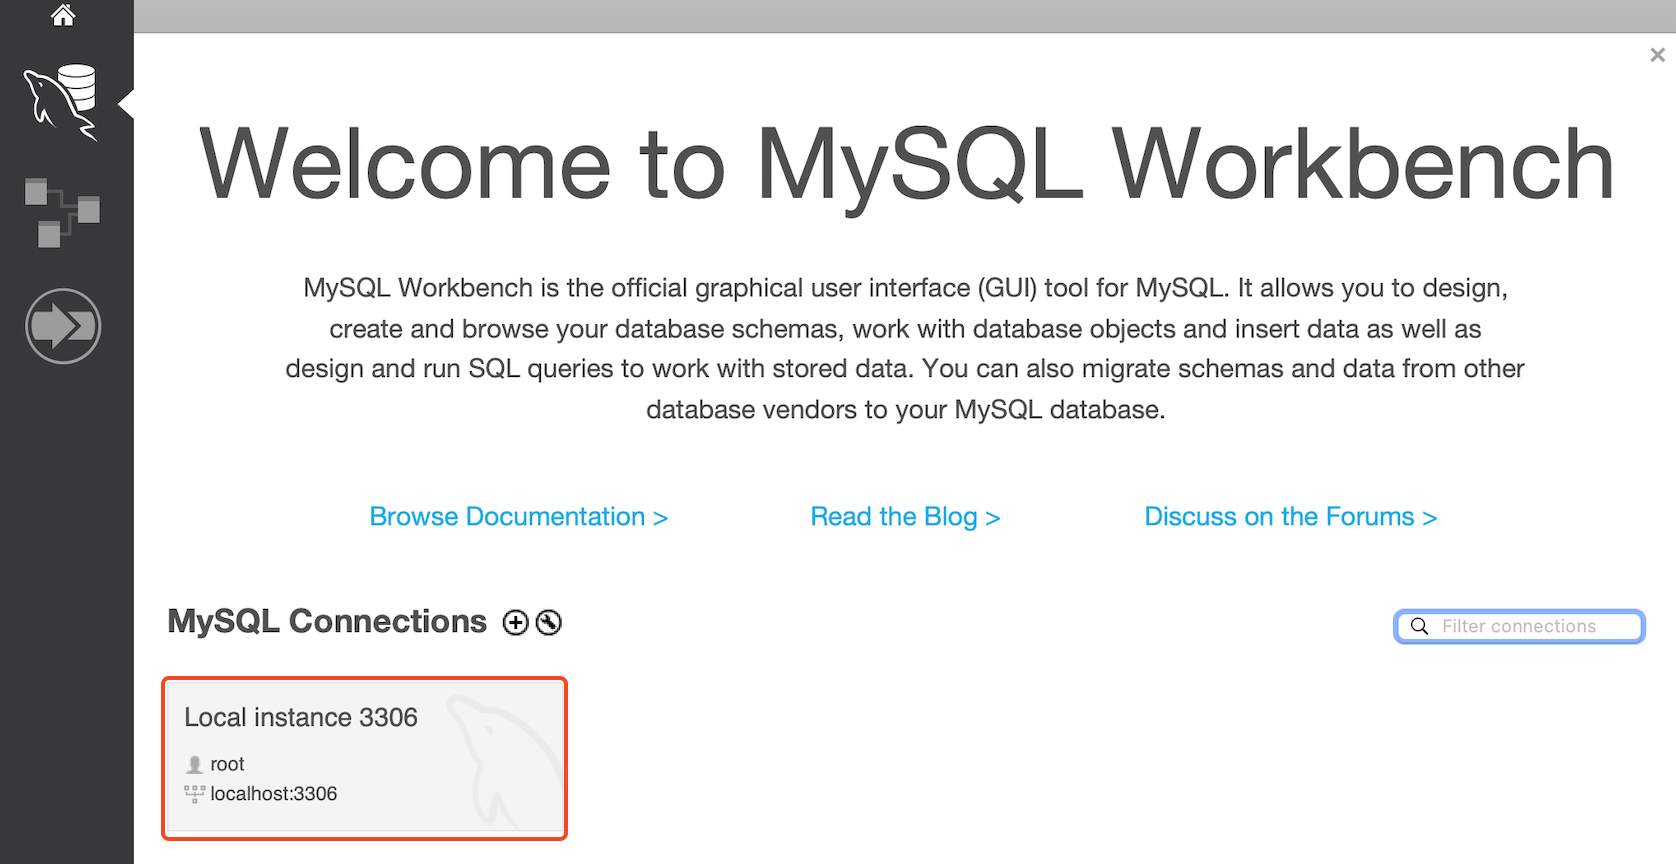 Welcome to MySQL Workbench
MySQL Workbench is the official graphical user interface (GUI) tool for MySQL. It allows you to design,
create and browse your database schemas, work with database objects and insert data as well as
design and run SQL queries to work with stored data. You can also migrate schemas and data from other
database vendors to your MySQL database.
Browse Documentation > Read the Blog > Discuss on the Forums >
MySQL Connections
Filter connections
Local instance 3306
root
localhost:3306